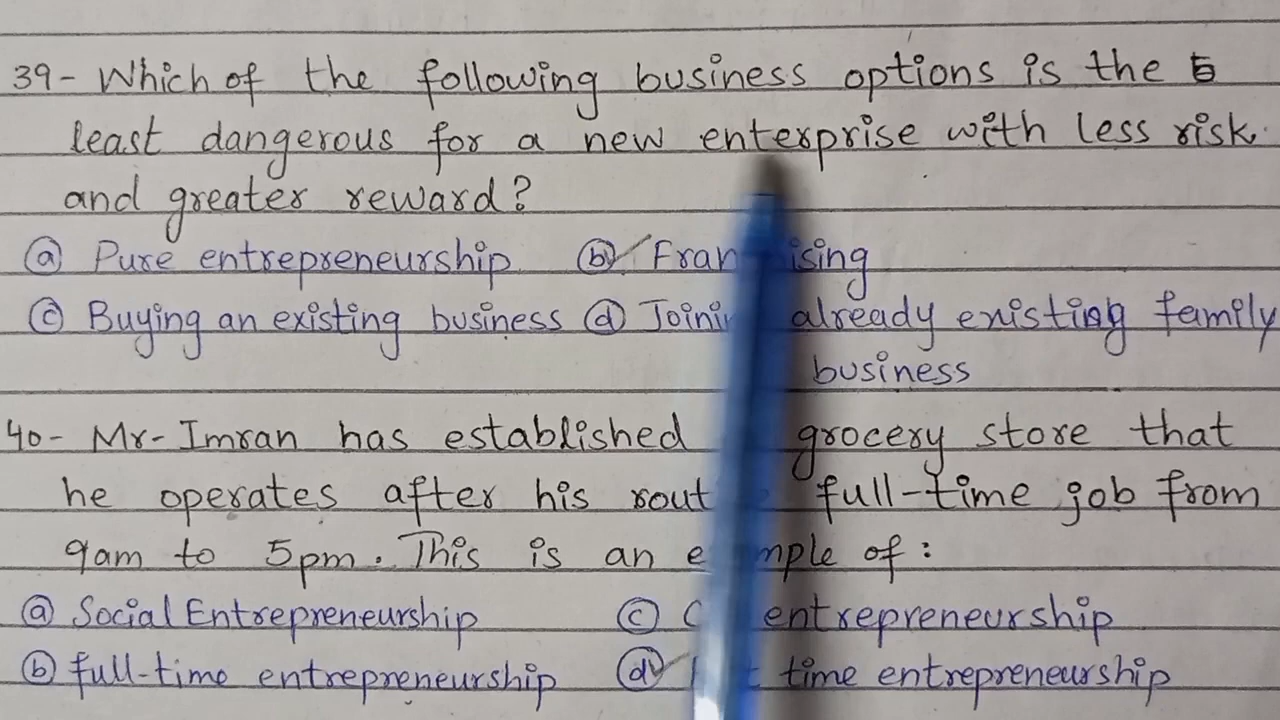 39- Which of the following business options is the
least dangerous for a new enterprise with less risk
and greater reward?
(a) Pure entrepreneurship (b) Fran ising
(c) Buying an existing business (d) Joini already existing family
business
40- Mr-Imran has established grocery store that
he operates after his rout full-time job from
9am to 5pm. This is an e mple of:
(a) Social Entrepreneurship (c) C entrepreneurship
(b) full-time entrepreneurship (d) time entrepreneurship